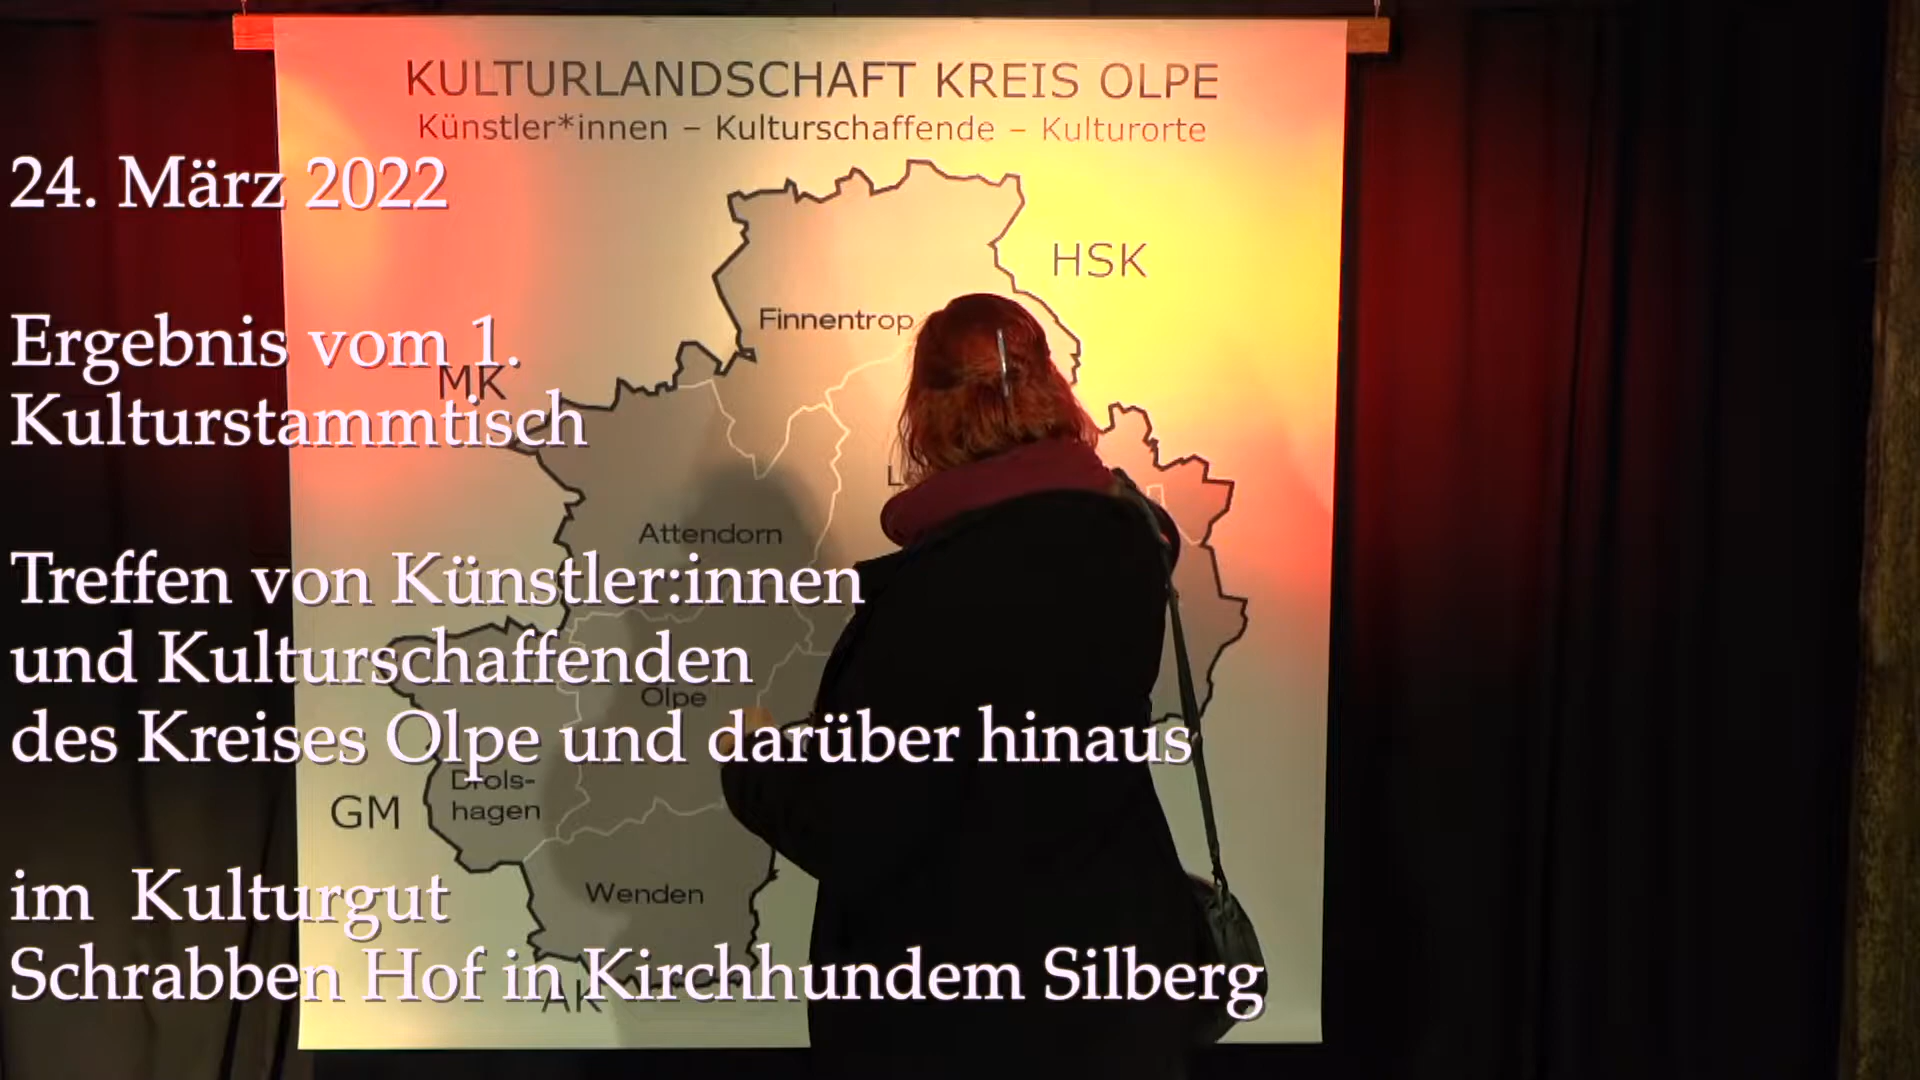 KULTURLANDSCHAFT KREIS OLPE
Künstler*innen – Kulturschaffende – Kulturorte
24. März 2022
HSK
Finnentrop
Ergebnis vom 1.
MK
Kulturstammtisch
Attendorn
Treffen von Künstler:innen
und Kulturschaffenden
Olpe
des Kreises Olpe und darüber hinaus
Drols-
hagen
GM
Wenden
im Kulturgut
Schrabben Hof in Kirchhundem Silberg
AK